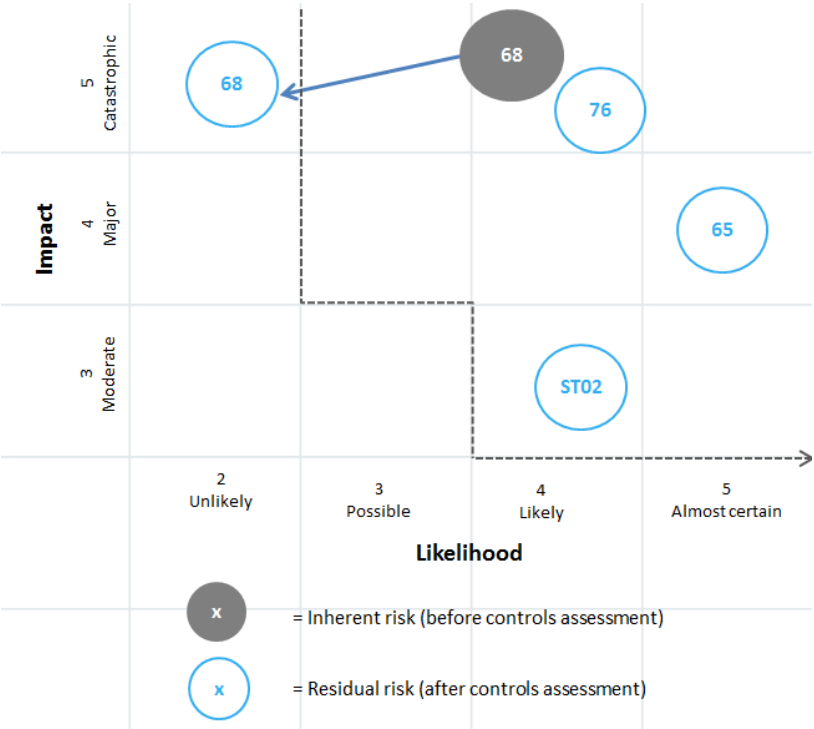 5
Catastrophic
68
68
76
Impact
4
Major
65
3
Moderate
ST02
2
Unlikely
3
Possible
4
Likely
5
Almost certain
Likelihood
x
= Inherent risk (before controls assessment)
x
= Residual risk (after controls assessment)